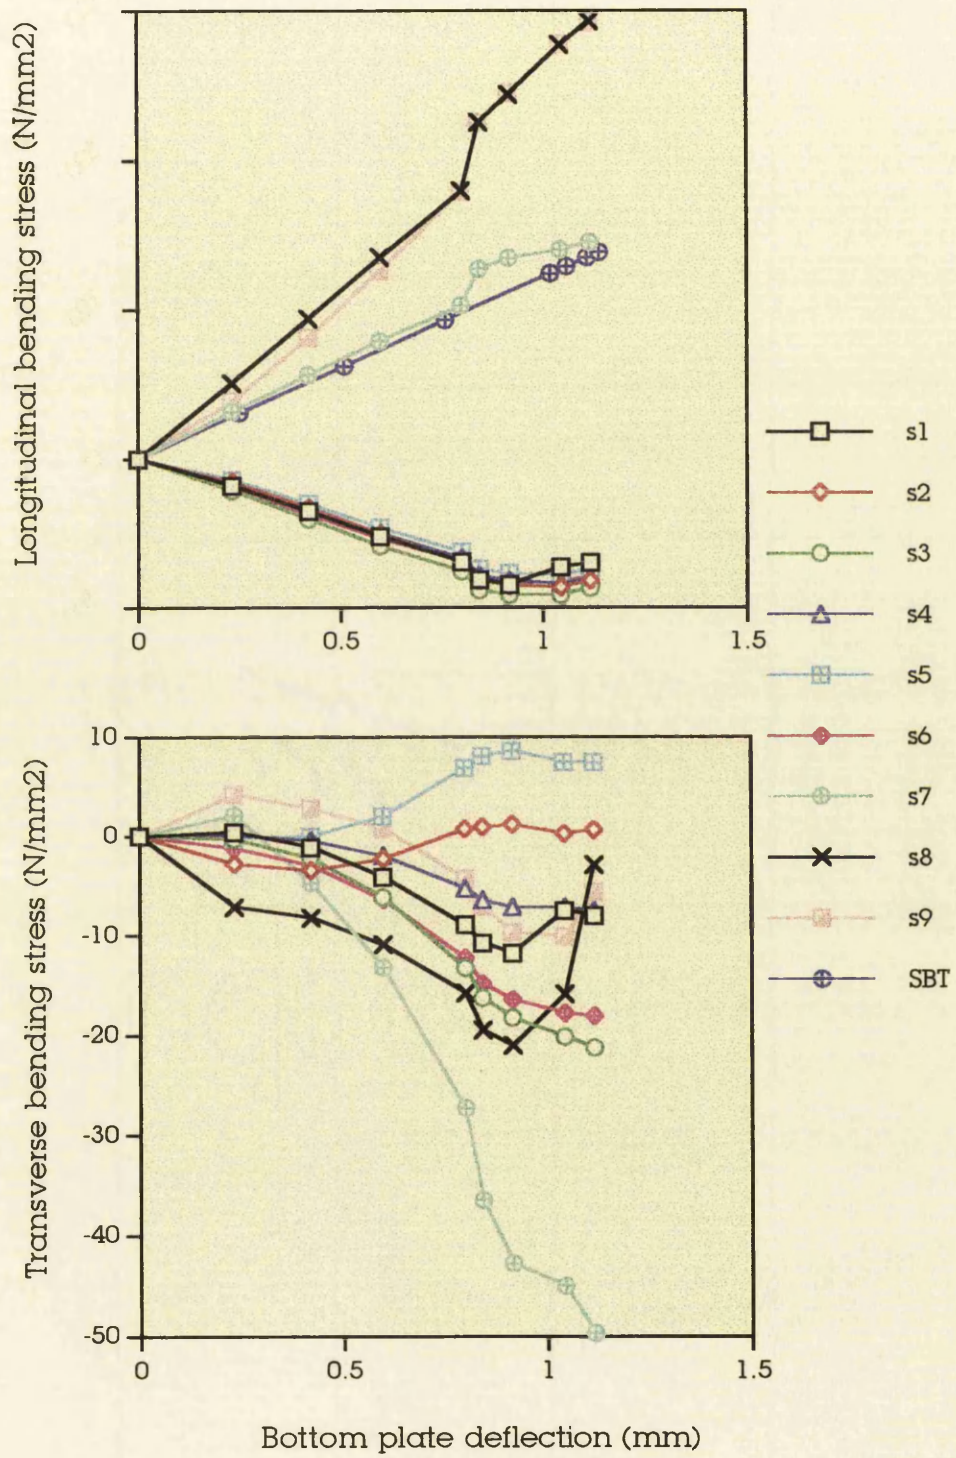 Longitudinal bending stress (N/mm2)
0 0.5 1 1.5
s1
s2
s3
s4
s5
s6
s7
s8
s9
SBT
Transverse bending stress (N/mm2)
10
0
-10
-20
-30
-40
-50
0 0.5 1 1.5
Bottom plate deflection (mm)